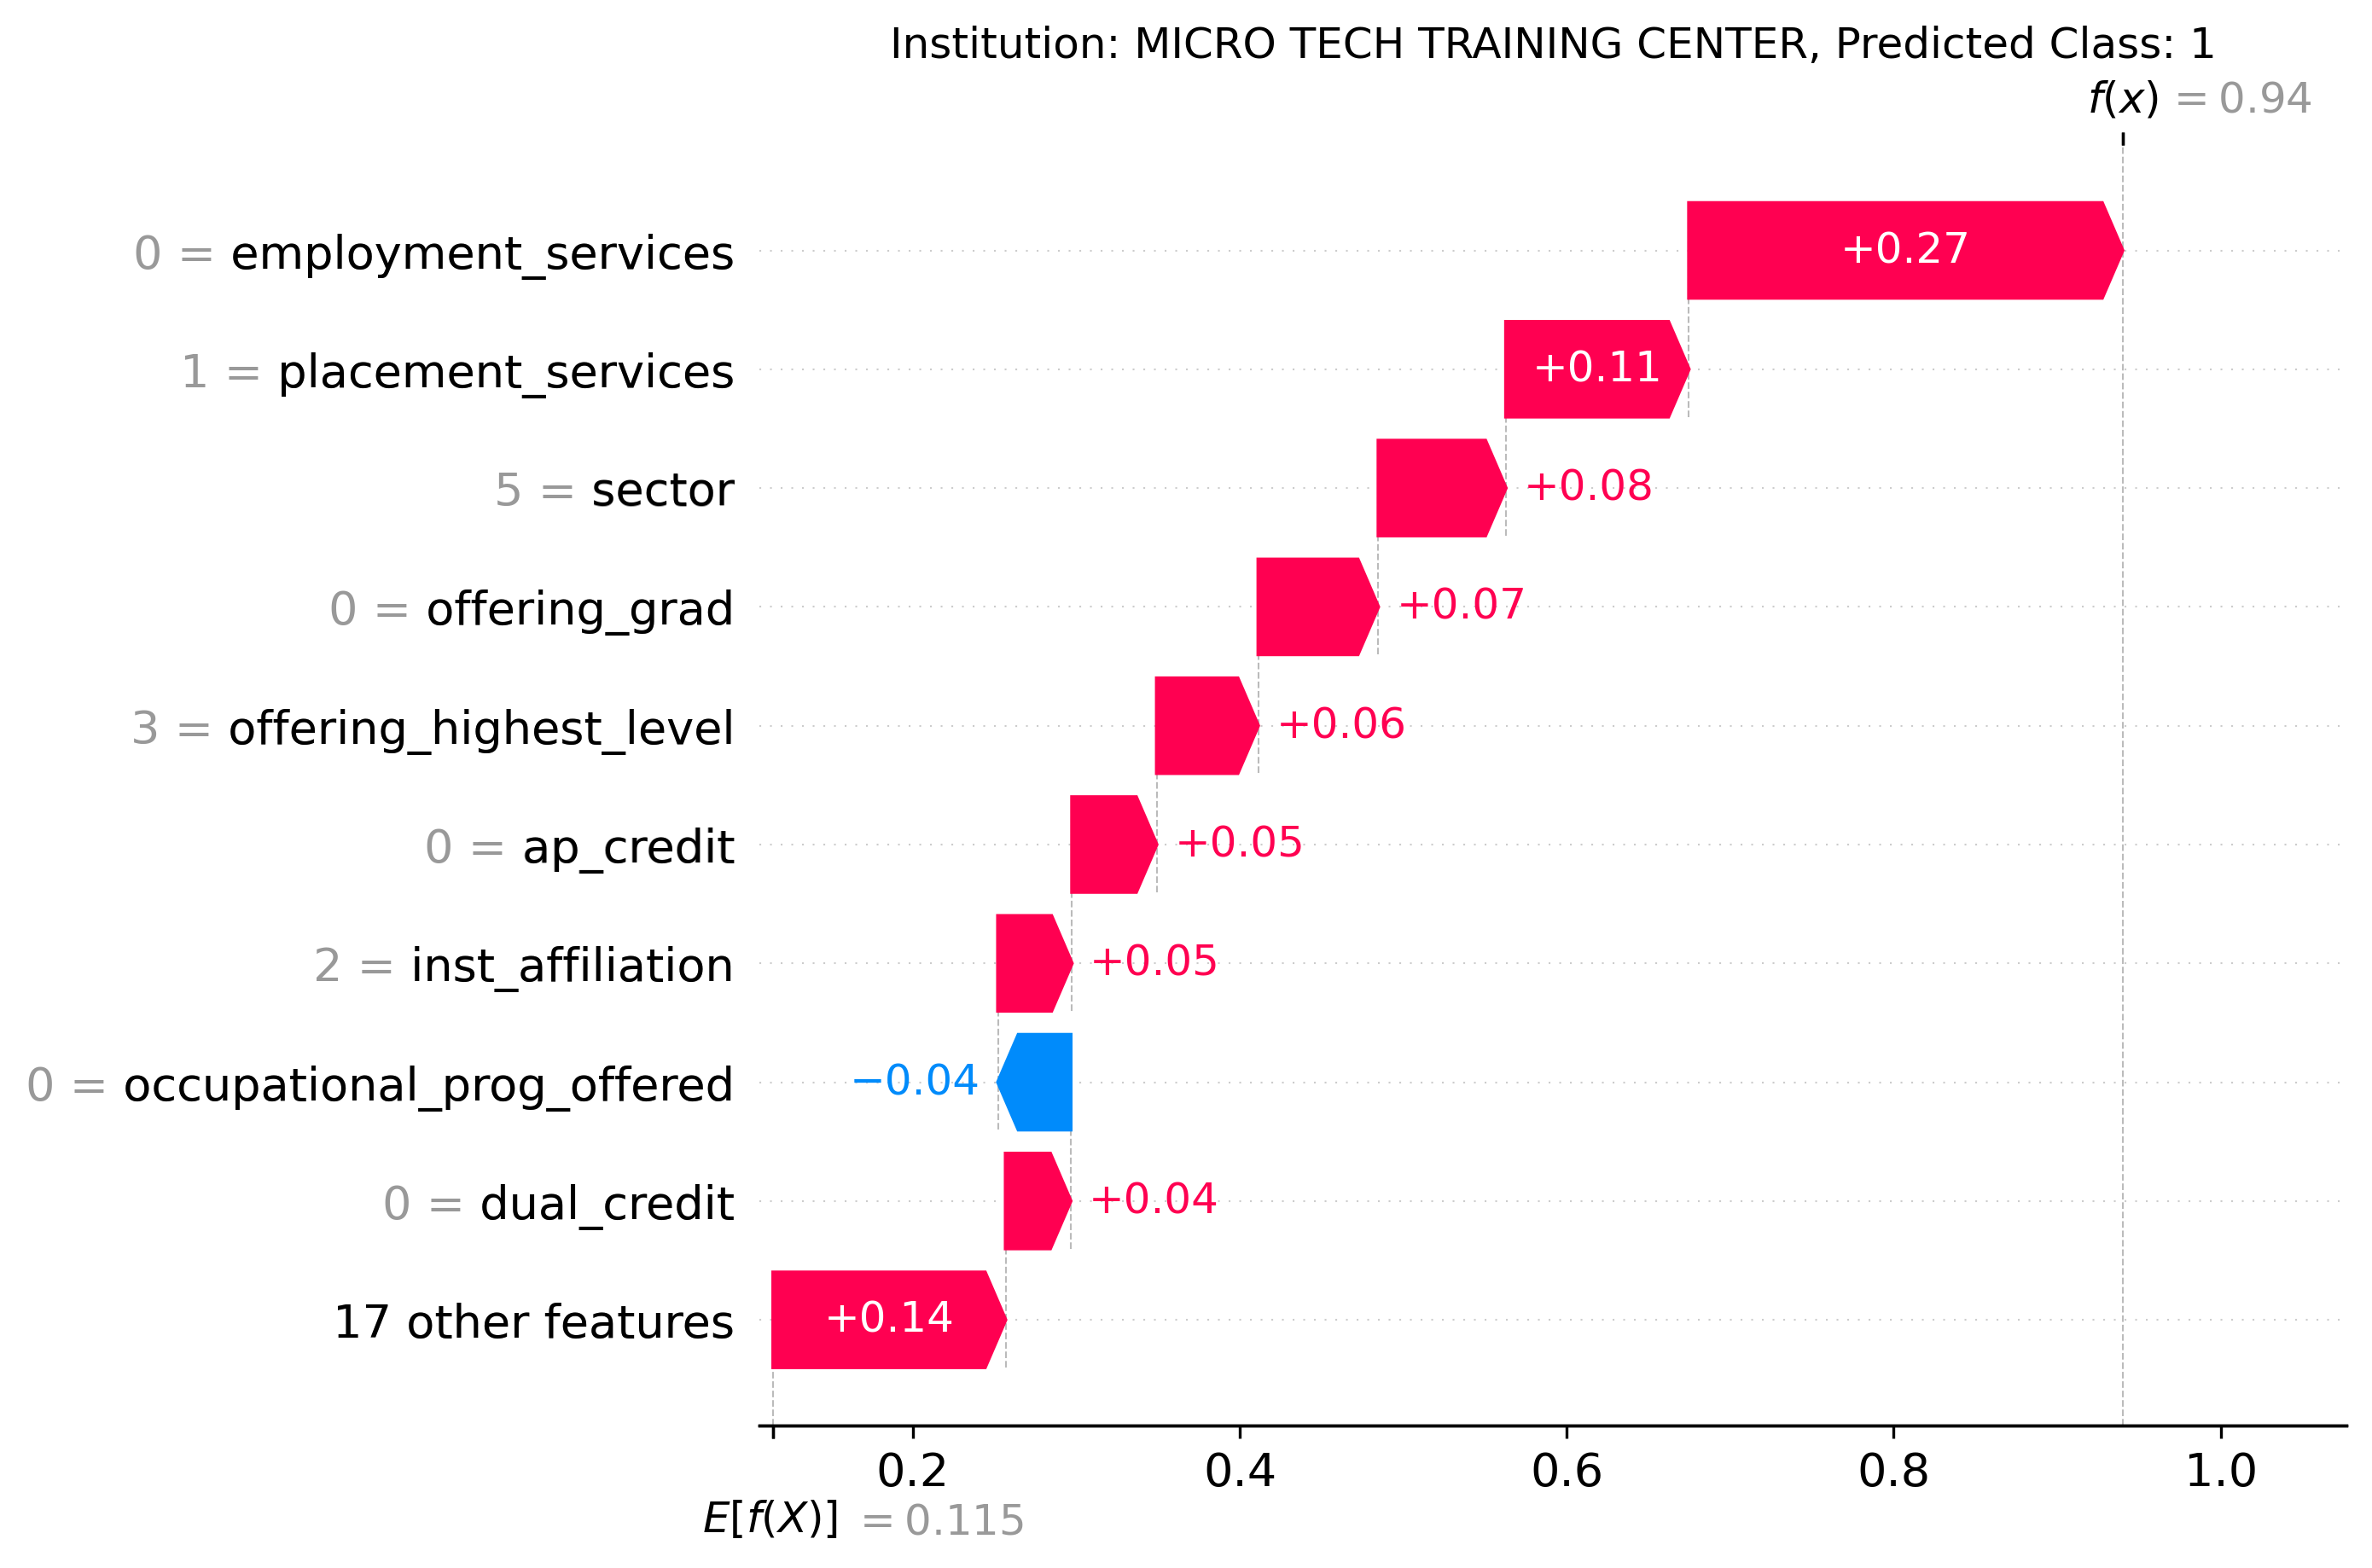 Institution: MICRO TECH TRAINING CENTER, Predicted Class: 1
f(x) = 0.94
0 = employment_services +0.27
1 = placement_services +0.11
5 = sector +0.08
0 = offering_grad +0.07
3 = offering_highest_level +0.06
0 = ap_credit +0.05
2 = inst_affiliation +0.05
0 = occupational_prog_offered −0.04
0 = dual_credit +0.04
17 other features +0.14
0.2 0.4 0.6 0.8 1.0
E[f(X)] = 0.115